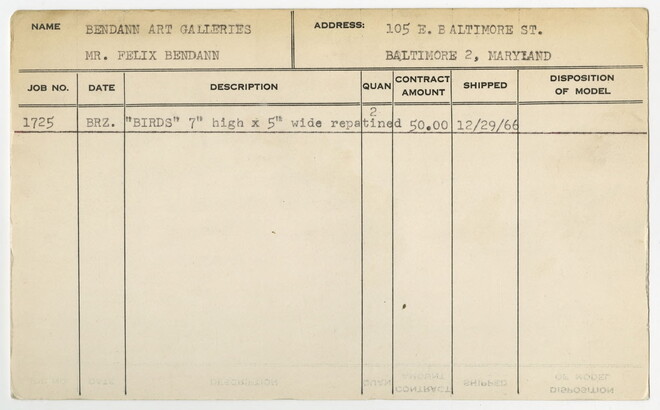 NAME BENDANN ART GALLERIES ADDRESS: 105 E. BALTIMORE ST.
MR. FELIX BENDANN BALTIMORE 2, MARYLAND
JOB NO. DATE DESCRIPTION QUAN CONTRACT AMOUNT SHIPPED DISPOSITION OF MODEL
2
1725 BRZ. "BIRDS" 7" high x 5" wide repatined 50.00 12/29/66